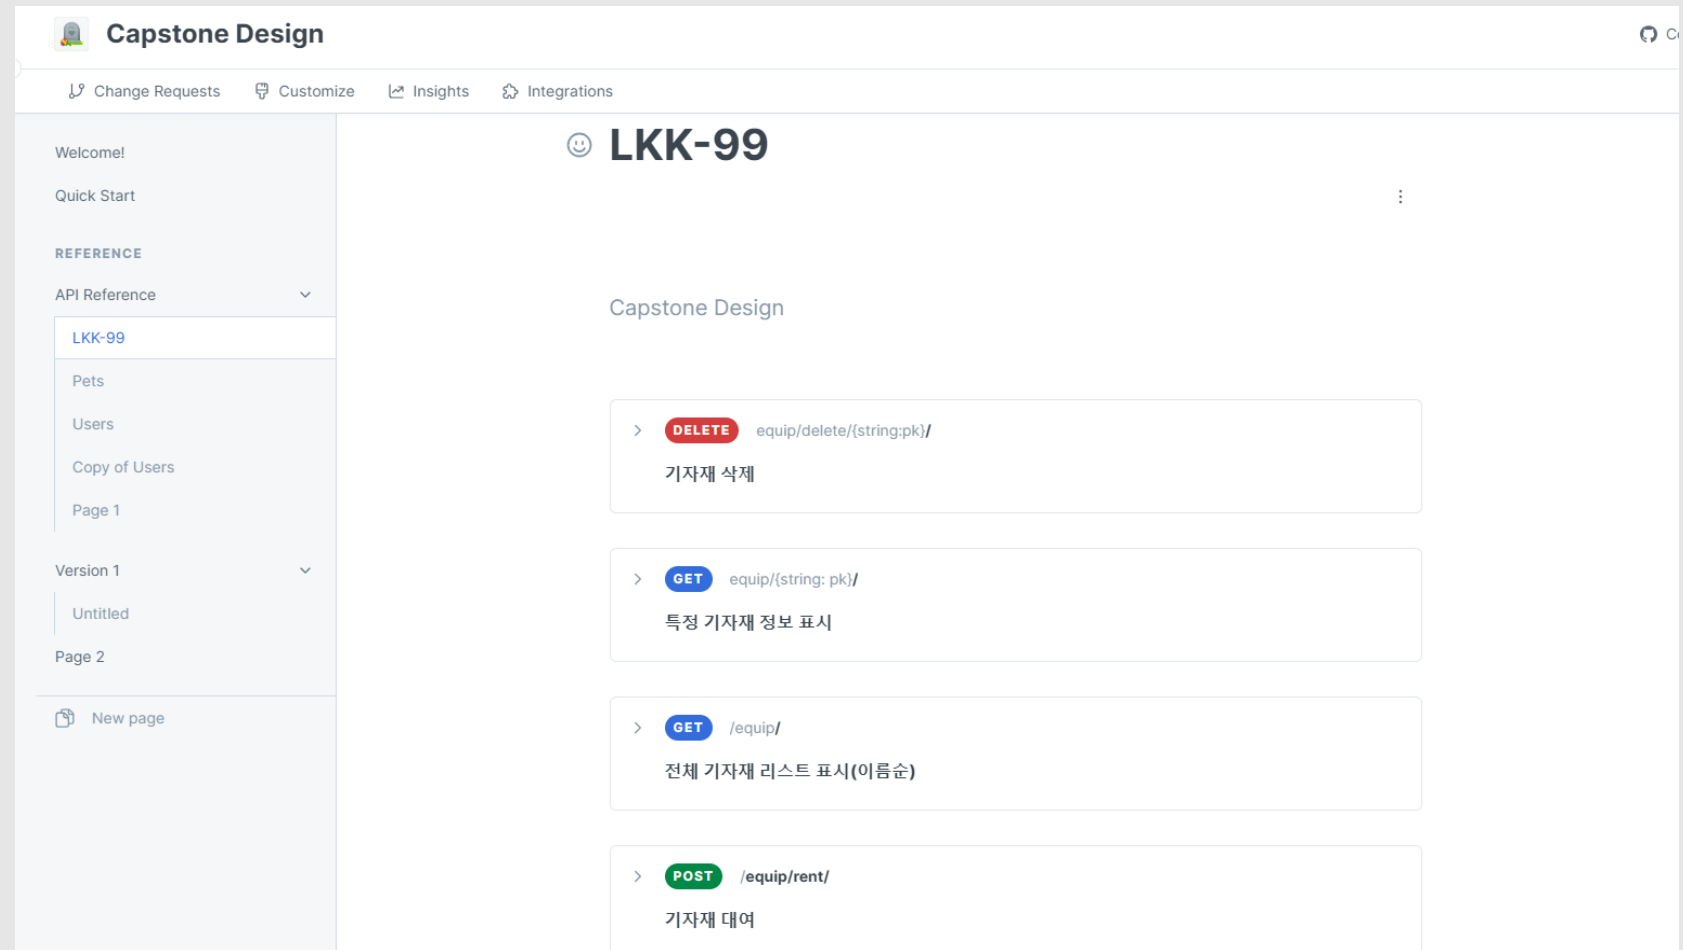 Capstone Design
Change Requests
Customize
Insights
Integrations
Welcome!
Quick Start
REFERENCE
API Reference
LKK-99
Pets
Users
Copy of Users
Page 1
Version 1
Untitled
Page 2
New page
LKK-99
Capstone Design
DELETE equip/delete/{string:pk}/
기자재 삭제
GET equip/{string: pk}/
특정 기자재 정보 표시
GET /equip/
전체 기자재 리스트 표시(이름순)
POST /equip/rent/
기자재 대여